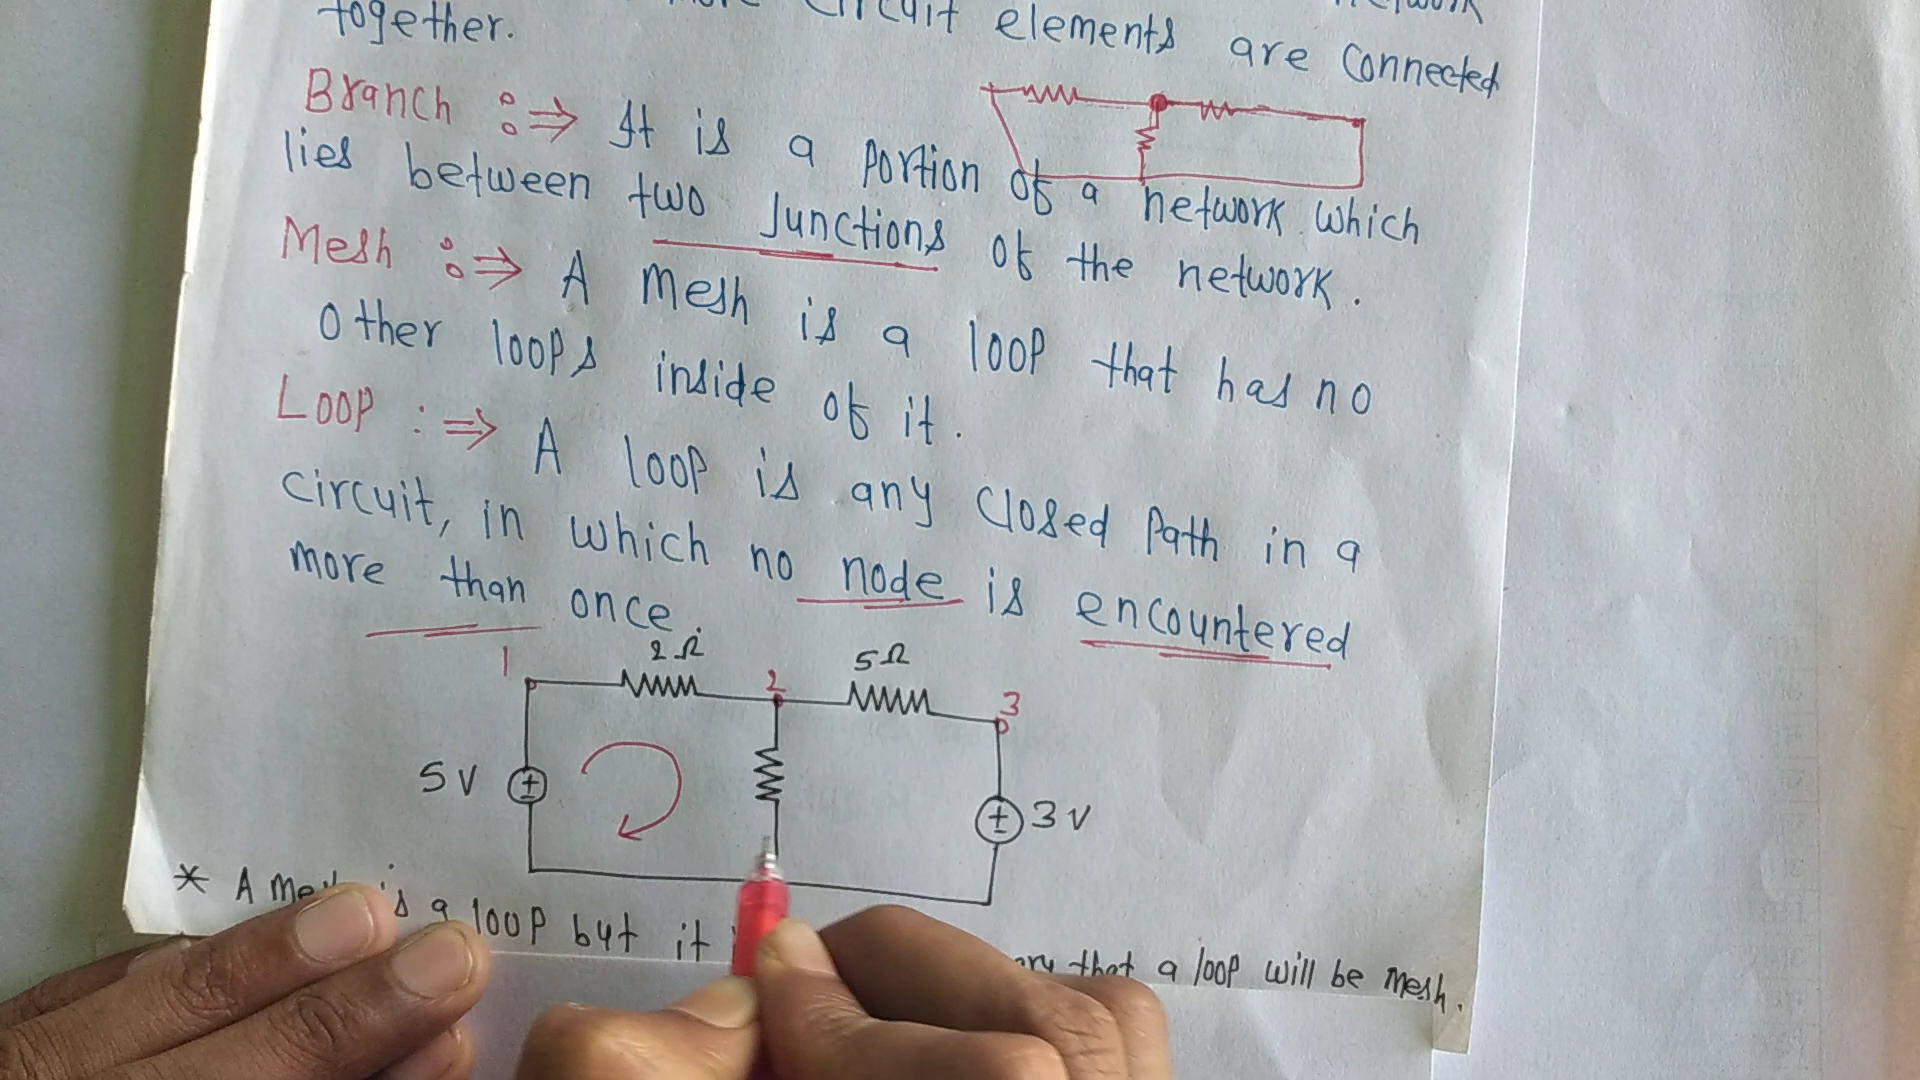 circuit elements are connected
together.
Branch :⇒ It is a portion of a network which
lies between two junctions of the network.
Mesh :⇒ A mesh is a loop that has no
other loops inside of it.
Loop :⇒ A loop is any closed path in a
circuit, in which no node is encountered
more than once.
1 2Ω 2 5Ω 3
5V 3V
* A is a loop but it that a loop will be mesh.